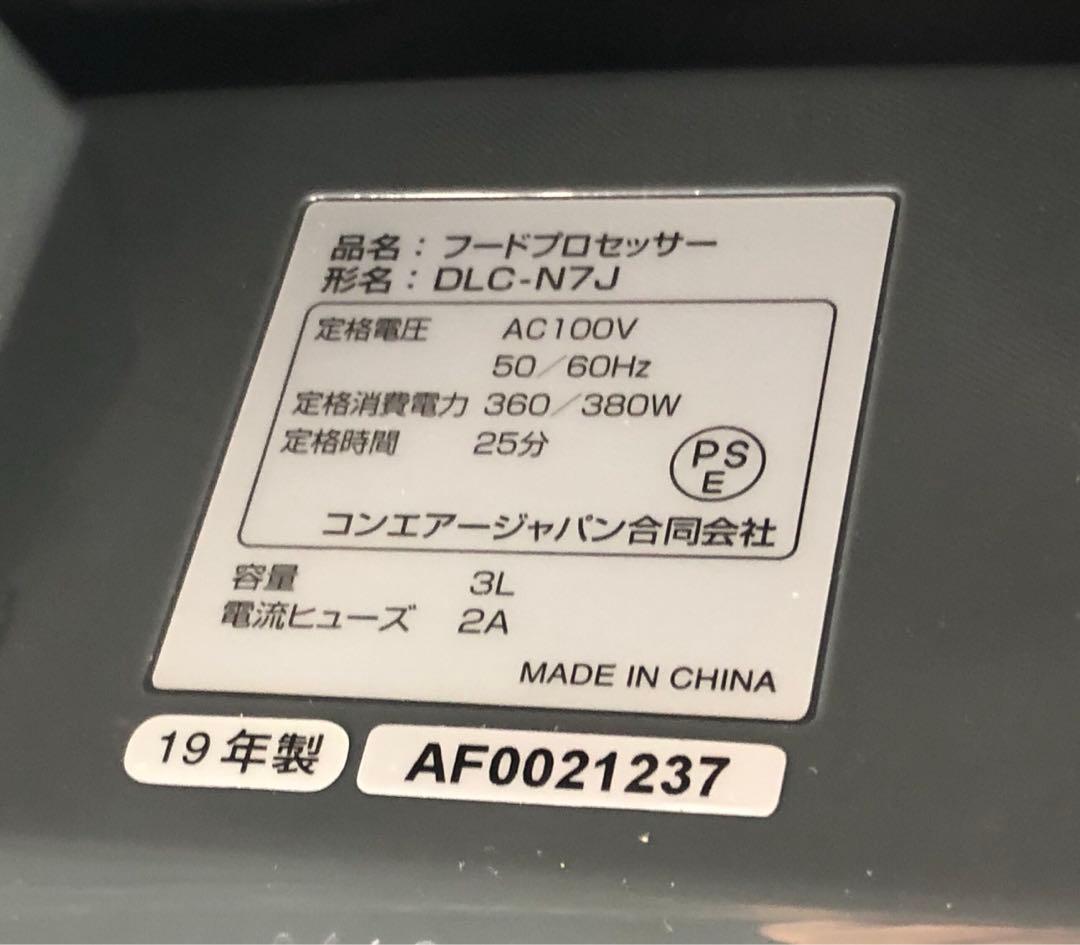 品名：フードプロセッサー
形名：DLC-N7J
定格電圧 AC100V
50／60Hz
定格消費電力 360／380W
定格時間 25分
PS
E
コンエアージャパン合同会社
容量 3L
電流ヒューズ 2A
MADE IN CHINA
19年製 AF0021237